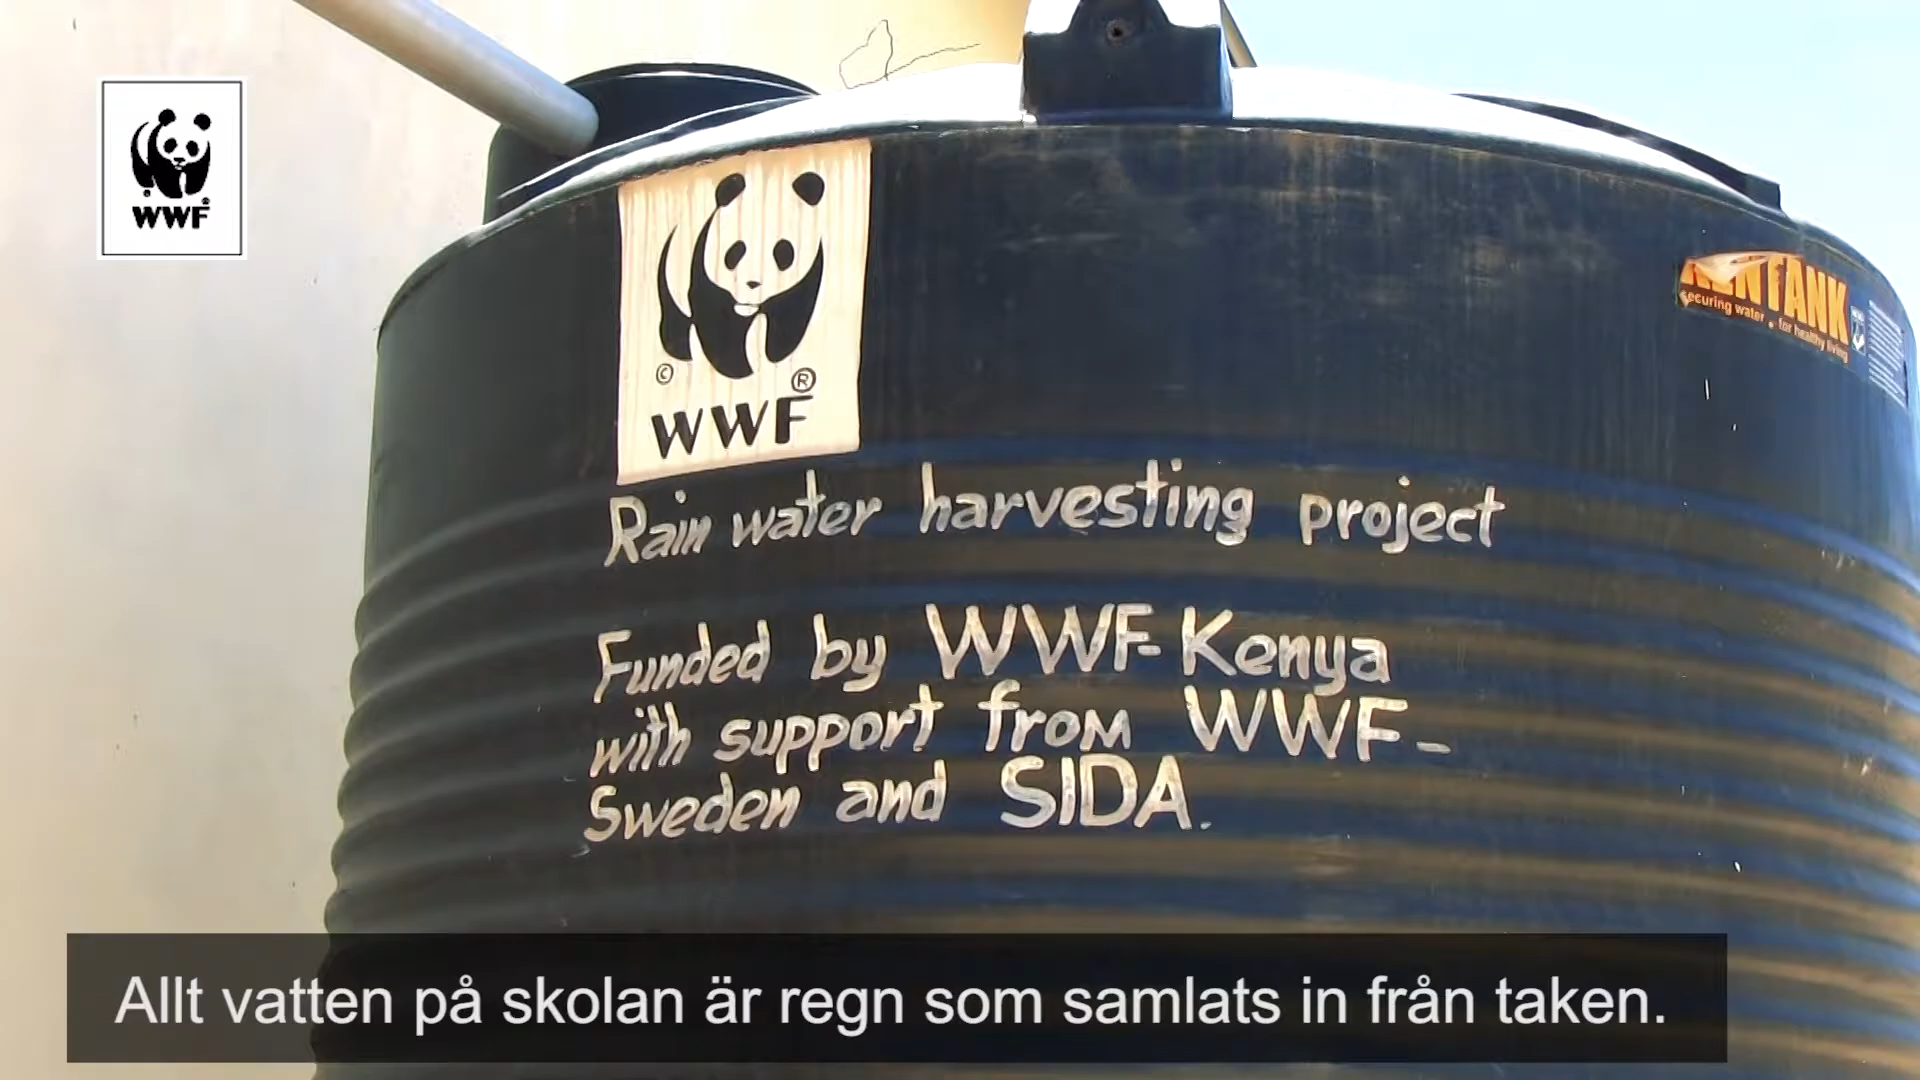 WWF
®
© ®
WWF
KENTANK
securing water • for healthy living
Rain water harvesting project
Funded by WWF-Kenya
with support from WWF-
Sweden and SIDA.
Allt vatten på skolan är regn som samlats in från taken.